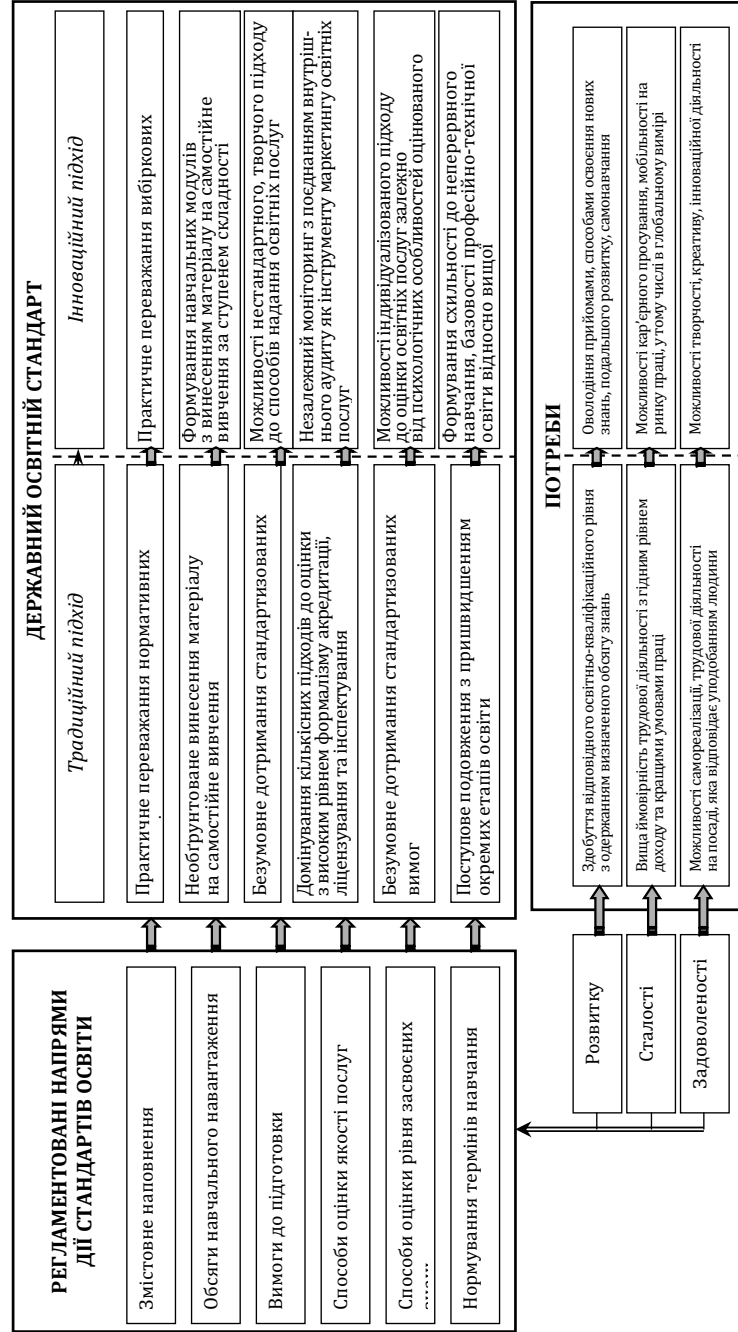 РЕГЛАМЕНТОВАНІ НАПРЯМИ
ДІЇ СТАНДАРТІВ ОСВІТИ
Змістовне наповнення
Обсяги навчального навантаження
Вимоги до підготовки
Способи оцінки якості послуг
Способи оцінки рівня засвоєних
Нормування термінів навчання
ДЕРЖАВНИЙ ОСВІТНІЙ СТАНДАРТ
Традиційний підхід
Інноваційний підхід
Практичне переважання нормативних
Практичне переважання вибіркових
Необґрунтоване винесення матеріалу
на самостійне вивчення
Формування навчальних модулів
з винесенням матеріалу на самостійне
вивчення за ступенем складності
Безумовне дотримання стандартизованих
Можливості нестандартного, творчого підходу
до способів надання освітніх послуг
Домінування кількісних підходів до оцінки
з високим рівнем формалізму акредитації,
ліцензування та інспектування
Незалежний моніторинг з поєднанням внутріш-
нього аудиту як інструменту маркетингу освітніх
послуг
Безумовне дотримання стандартизованих
вимог
Можливості індивідуалізованого підходу
до оцінки освітніх послуг залежно
від психологічних особливостей оцінюваного
Поступове подовження з пришвидшенням
окремих етапів освіти
Формування схильності до неперервного
навчання, базовості професійно-технічної
освіти відносно вищої
Розвитку
Сталості
Задоволеності
ПОТРЕБИ
Здобуття відповідного освітньо-кваліфікаційного рівня
з одержанням визначеного обсягу знань
Оволодіння прийомами, способами освоєння нових
знань, подальшого розвитку, самонавчання
Вища ймовірність трудової діяльності з гідним рівнем
доходу та кращими умовами праці
Можливості кар’єрного просування, мобільності на
ринку праці, у тому числі в глобальному вимірі
Можливості самореалізації, трудової діяльності
на посаді, яка відповідає уподобанням людини
Можливості творчості, креативу, інноваційної діяльності